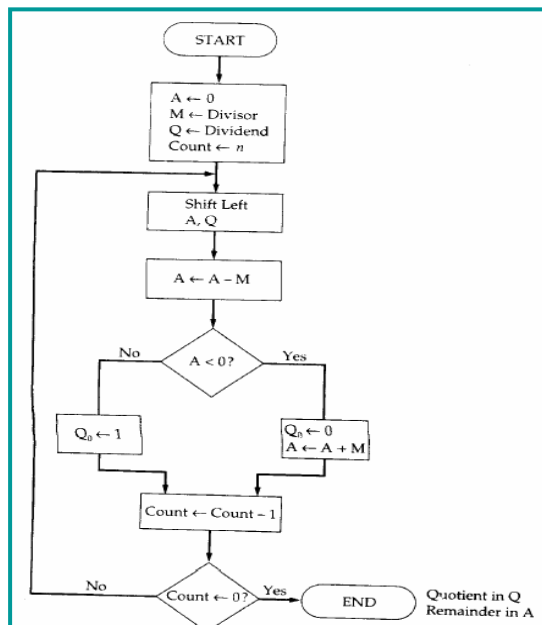 START
A ← 0
M ← Divisor
Q ← Dividend
Count ← n
Shift Left
A, Q
A ← A – M
A < 0?
No
Yes
Q₀ ← 1
Q₀ ← 0
A ← A + M
Count ← Count – 1
Count ← 0?
No
Yes
END
Quotient in Q
Remainder in A